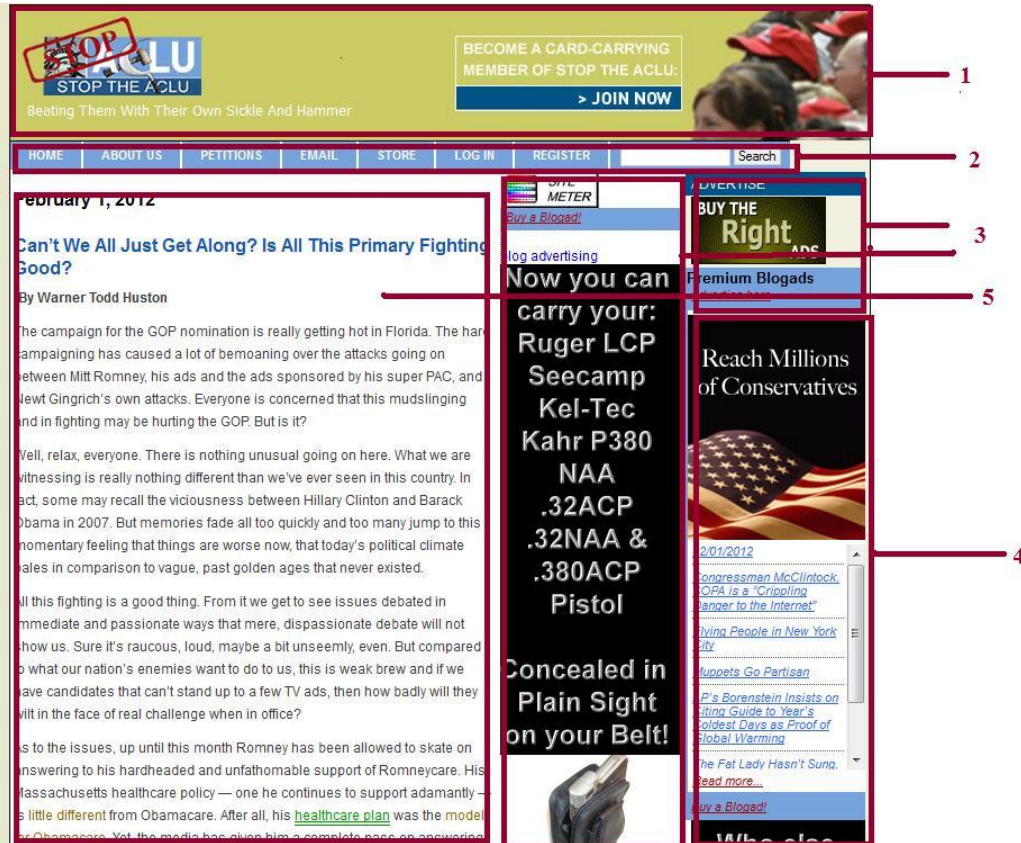 STOP
ACLU
STOP THE ACLU
Beating Them With Their Own Sickle And Hammer
BECOME A CARD-CARRYING
MEMBER OF STOP THE ACLU:
> JOIN NOW
1
HOME
ABOUT US
PETITIONS
EMAIL
STORE
LOG IN
REGISTER
Search
2
February 1, 2012
Can't We All Just Get Along? Is All This Primary Fighting
Good?
By Warner Todd Huston
The campaign for the GOP nomination is really getting hot in Florida. The hard
campaigning has caused a lot of bemoaning over the attacks going on
between Mitt Romney, his ads and the ads sponsored by his super PAC, and
Newt Gingrich's own attacks. Everyone is concerned that this mudslinging
and in fighting may be hurting the GOP. But is it?
Well, relax, everyone. There is nothing unusual going on here. What we are
witnessing is really nothing different than we've ever seen in this country. In
fact, some may recall the viciousness between Hillary Clinton and Barack
Obama in 2007. But memories fade all too quickly and too many jump to this
momentary feeling that things are worse now, that today's political climate
pales in comparison to vague, past golden ages that never existed.
All this fighting is a good thing. From it we get to see issues debated in
immediate and passionate ways that mere, dispassionate debate will not
show us. Sure it's raucous, loud, maybe a bit unseemly, even. But compared
to what our nation's enemies want to do to us, this is weak brew and if we
have candidates that can't stand up to a few TV ads, then how badly will they
wilt in the face of real challenge when in office?
As to the issues, up until this month Romney has been allowed to skate on
answering to his hardheaded and unfathomable support of Romneycare. His
Massachusetts healthcare policy — one he continues to support adamantly —
is little different from Obamacare. After all, his healthcare plan was the model
for Obamacare. Yet, the media has given him a complete pass on answering
SITE
METER
Buy a Blogad!
blog advertising
Now you can
carry your:
Ruger LCP
Seecamp
Kel-Tec
Kahr P380
NAA
.32ACP
.32NAA &
.380ACP
Pistol
Concealed in
Plain Sight
on your Belt!
ADVERTISE
BUY THE
Right
ADS
Premium Blogads
Advertise here
3
5
Reach Millions
of Conservatives
02/01/2012
Congressman McClintock,
SOPA is a "Crippling
Danger to the Internet"
Flying People in New York
City
Muppets Go Partisan
AP's Borenstein Insists on
Citing Guide to Year's
Coldest Days as Proof of
Global Warming
The Fat Lady Hasn't Sung,
Read more...
Buy a Blogad!
Who else
4